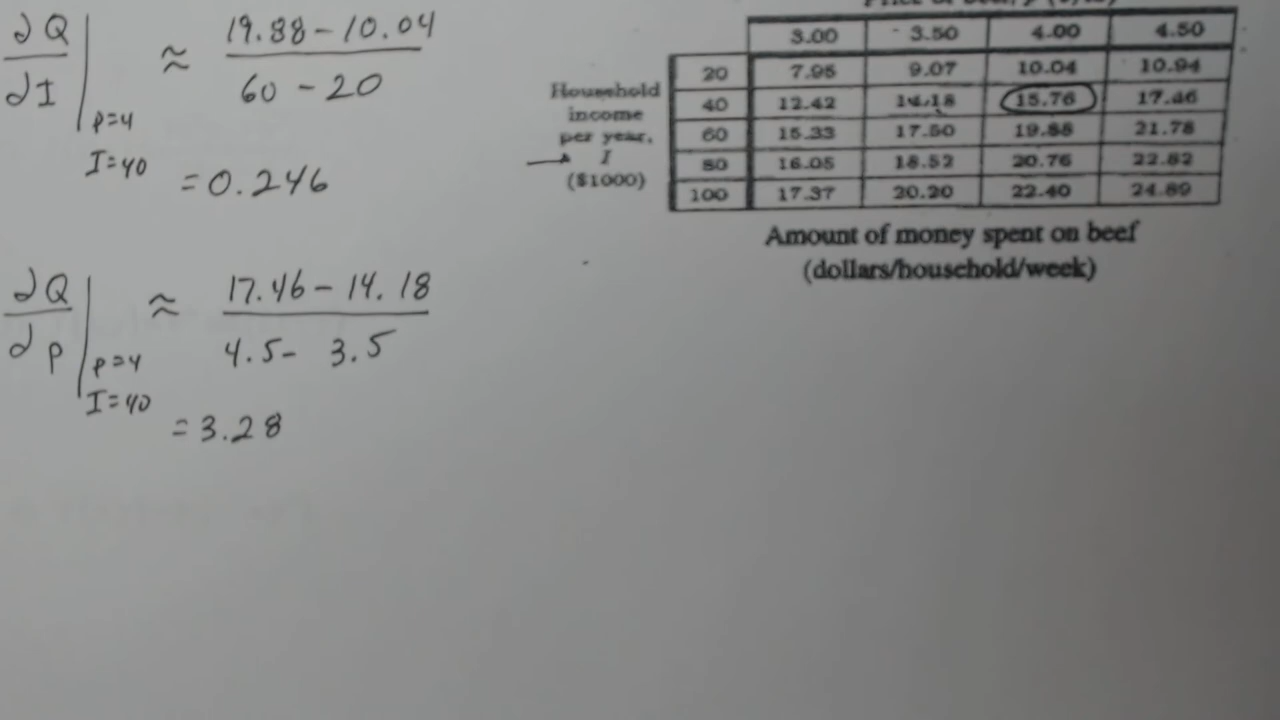 ∂Q/∂I | p=4 I=40 ≈ (19.88 - 10.04)/(60 - 20)
= 0.246
∂Q/∂p | p=4 I=40 ≈ (17.46 - 14.18)/(4.5 - 3.5)
= 3.28
3.00 3.50 4.00 4.50
Household
income
per year,
I
($1000)
20 7.95 9.07 10.04 10.94
40 12.42 14.18 15.76 17.46
60 15.33 17.50 19.88 21.78
80 16.05 18.52 20.76 22.82
100 17.37 20.20 22.40 24.89
Amount of money spent on beef
(dollars/household/week)